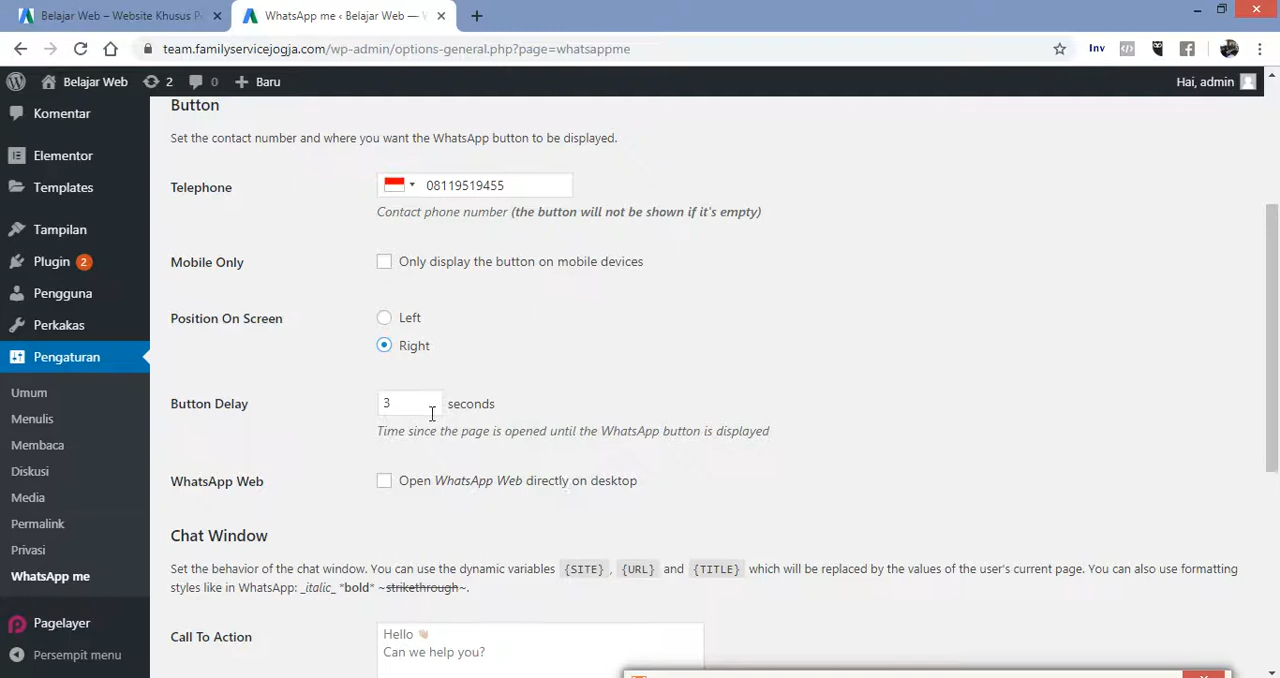 Belajar Web – Website Khusus P
WhatsApp me ‹ Belajar Web — W
team.familyservicejogja.com/wp-admin/options-general.php?page=whatsappme
Inv
Belajar Web
2
0
Baru
Hai, admin
Komentar
Elementor
Templates
Tampilan
Plugin 2
Pengguna
Perkakas
Pengaturan
Umum
Menulis
Membaca
Diskusi
Media
Permalink
Privasi
WhatsApp me
Pagelayer
Persempit menu
Button
Set the contact number and where you want the WhatsApp button to be displayed.
Telephone
08119519455
Contact phone number (the button will not be shown if it's empty)
Mobile Only
Only display the button on mobile devices
Position On Screen
Left
Right
Button Delay
3 seconds
Time since the page is opened until the WhatsApp button is displayed
WhatsApp Web
Open WhatsApp Web directly on desktop
Chat Window
Set the behavior of the chat window. You can use the dynamic variables {SITE} , {URL} and {TITLE} which will be replaced by the values of the user's current page. You can also use formatting
styles like in WhatsApp: _italic_ *bold* ~strikethrough~.
Call To Action
Hello 👋🏼
Can we help you?